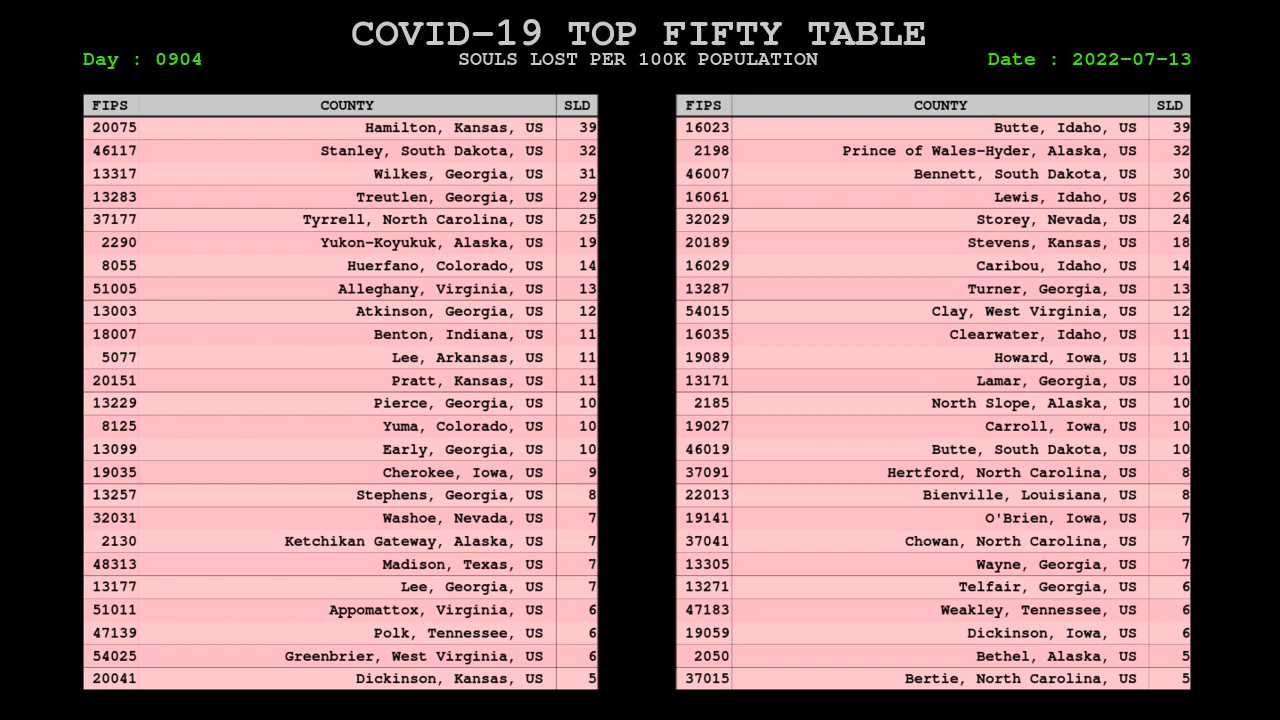 COVID-19 TOP FIFTY TABLE
Day : 0904 SOULS LOST PER 100K POPULATION Date : 2022-07-13
FIPS COUNTY SLD
20075 Hamilton, Kansas, US 39
46117 Stanley, South Dakota, US 32
13317 Wilkes, Georgia, US 31
13283 Treutlen, Georgia, US 29
37177 Tyrrell, North Carolina, US 25
2290 Yukon-Koyukuk, Alaska, US 19
8055 Huerfano, Colorado, US 14
51005 Alleghany, Virginia, US 13
13003 Atkinson, Georgia, US 12
18007 Benton, Indiana, US 11
5077 Lee, Arkansas, US 11
20151 Pratt, Kansas, US 11
13229 Pierce, Georgia, US 10
8125 Yuma, Colorado, US 10
13099 Early, Georgia, US 10
19035 Cherokee, Iowa, US 9
13257 Stephens, Georgia, US 8
32031 Washoe, Nevada, US 7
2130 Ketchikan Gateway, Alaska, US 7
48313 Madison, Texas, US 7
13177 Lee, Georgia, US 7
51011 Appomattox, Virginia, US 6
47139 Polk, Tennessee, US 6
54025 Greenbrier, West Virginia, US 6
20041 Dickinson, Kansas, US 5
FIPS COUNTY SLD
16023 Butte, Idaho, US 39
2198 Prince of Wales-Hyder, Alaska, US 32
46007 Bennett, South Dakota, US 30
16061 Lewis, Idaho, US 26
32029 Storey, Nevada, US 24
20189 Stevens, Kansas, US 18
16029 Caribou, Idaho, US 14
13287 Turner, Georgia, US 13
54015 Clay, West Virginia, US 12
16035 Clearwater, Idaho, US 11
19089 Howard, Iowa, US 11
13171 Lamar, Georgia, US 10
2185 North Slope, Alaska, US 10
19027 Carroll, Iowa, US 10
46019 Butte, South Dakota, US 10
37091 Hertford, North Carolina, US 8
22013 Bienville, Louisiana, US 8
19141 O'Brien, Iowa, US 7
37041 Chowan, North Carolina, US 7
13305 Wayne, Georgia, US 7
13271 Telfair, Georgia, US 6
47183 Weakley, Tennessee, US 6
19059 Dickinson, Iowa, US 6
2050 Bethel, Alaska, US 5
37015 Bertie, North Carolina, US 5